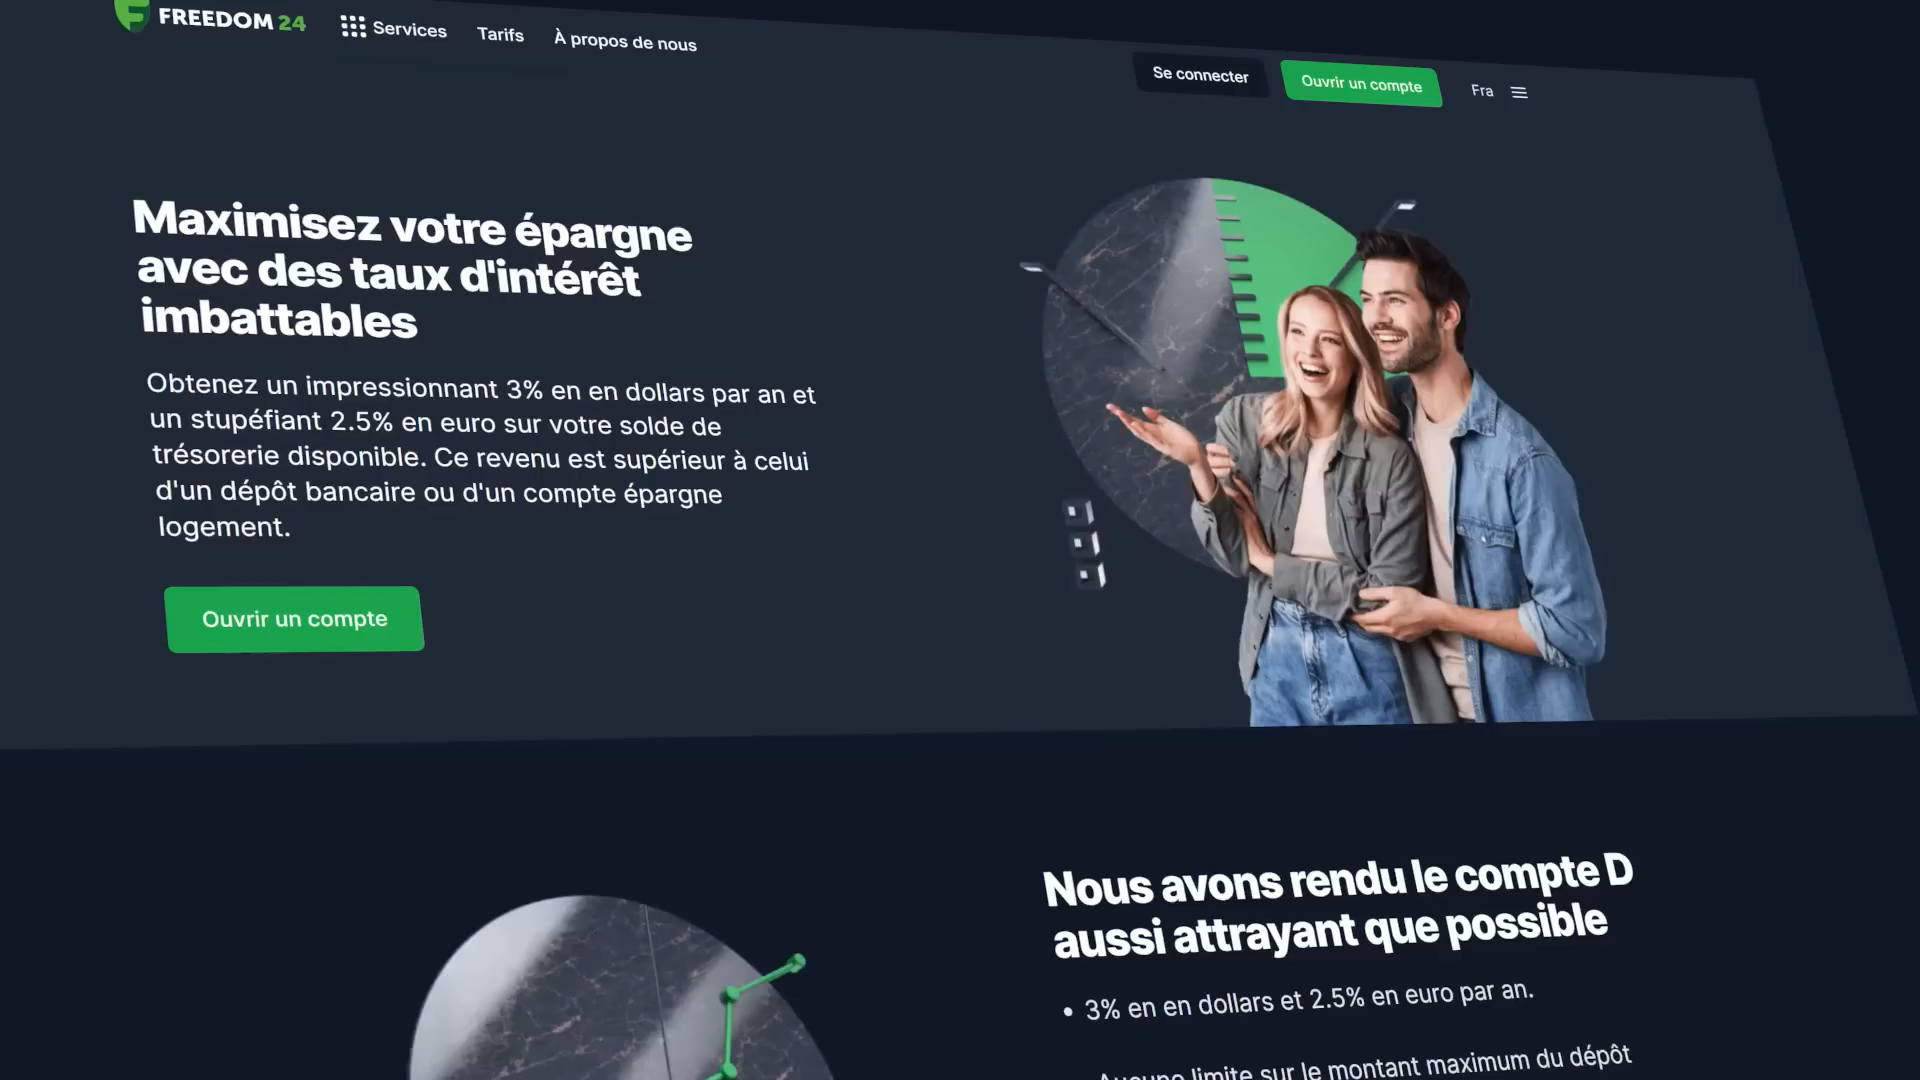 FREEDOM 24
Services
Tarifs
À propos de nous
Se connecter
Ouvrir un compte
Fra
Maximisez votre épargne
avec des taux d'intérêt
imbattables
Obtenez un impressionnant 3% en en dollars par an et
un stupéfiant 2.5% en euro sur votre solde de
trésorerie disponible. Ce revenu est supérieur à celui
d'un dépôt bancaire ou d'un compte épargne
logement.
Ouvrir un compte
Nous avons rendu le compte D
aussi attrayant que possible
• 3% en en dollars et 2.5% en euro par an.
Aucune limite sur le montant maximum du dépôt